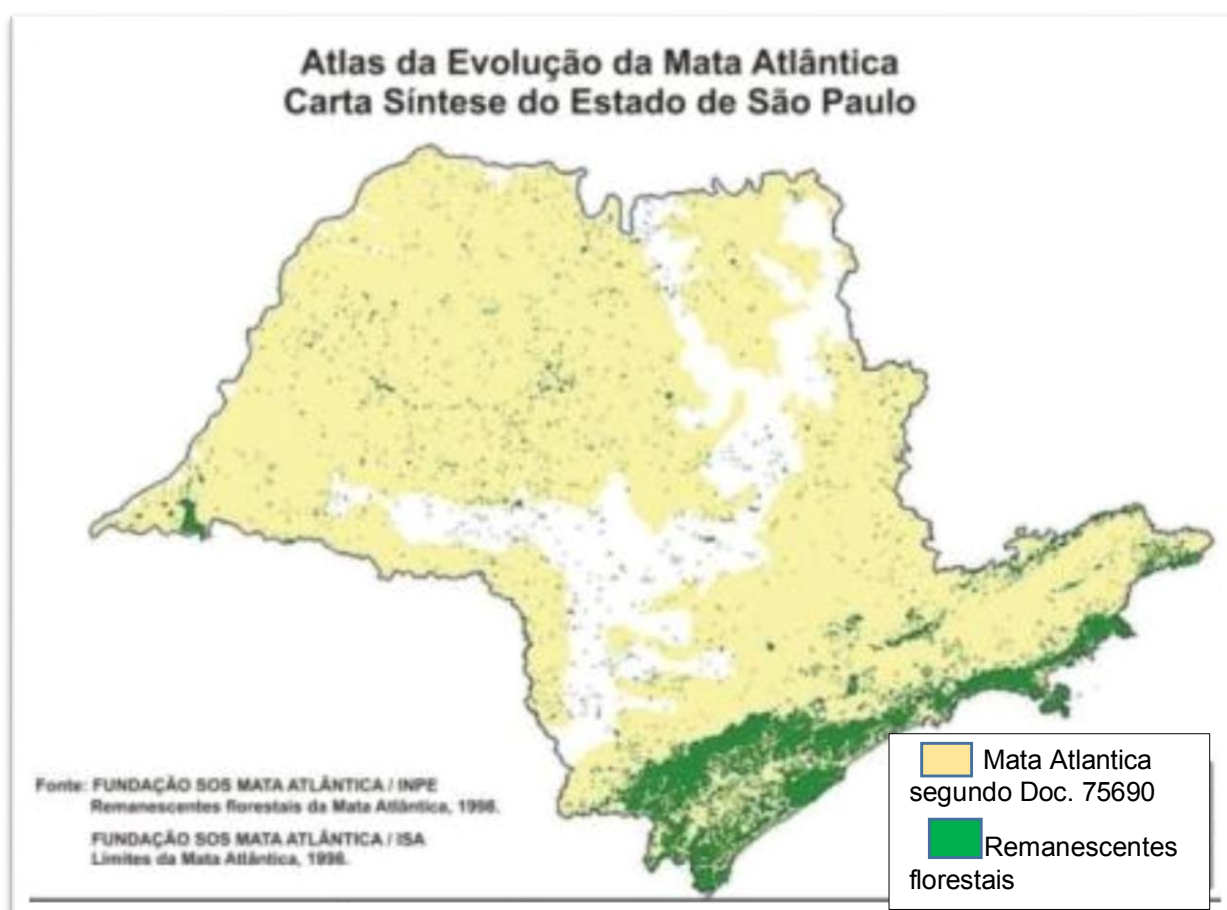 Atlas da Evolução da Mata Atlântica
Carta Síntese do Estado de São Paulo
Fonte: FUNDAÇÃO SOS MATA ATLÂNTICA / INPE
Remanescentes florestais da Mata Atlântica, 1998.
FUNDAÇÃO SOS MATA ATLÂNTICA / ISA
Limites da Mata Atlântica, 1998.
Mata Atlantica
segundo Doc. 75690
Remanescentes
florestais